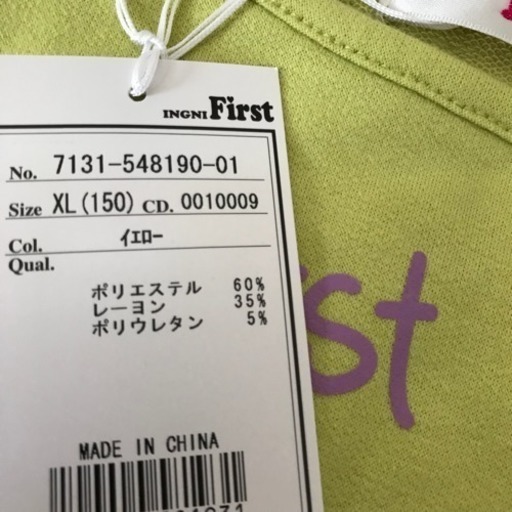 INGNI First
No. 7131-548190-01
Size XL(150) CD. 0010009
Col. ｲｴﾛｰ
Qual.
ポリエステル 60%
レーヨン 35%
ポリウレタン 5%
MADE IN CHINA
st